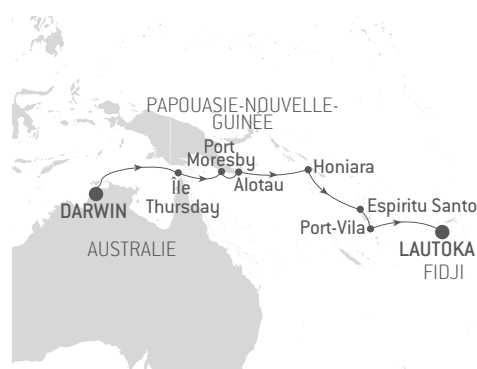 PAPOUASIE-NOUVELLE-
GUINÉE
Port
Moresby
Honiara
Île
Thursday
Alotau
DARWIN
Espiritu Santo
Port-Vila
AUSTRALIE
LAUTOKA
FIDJI